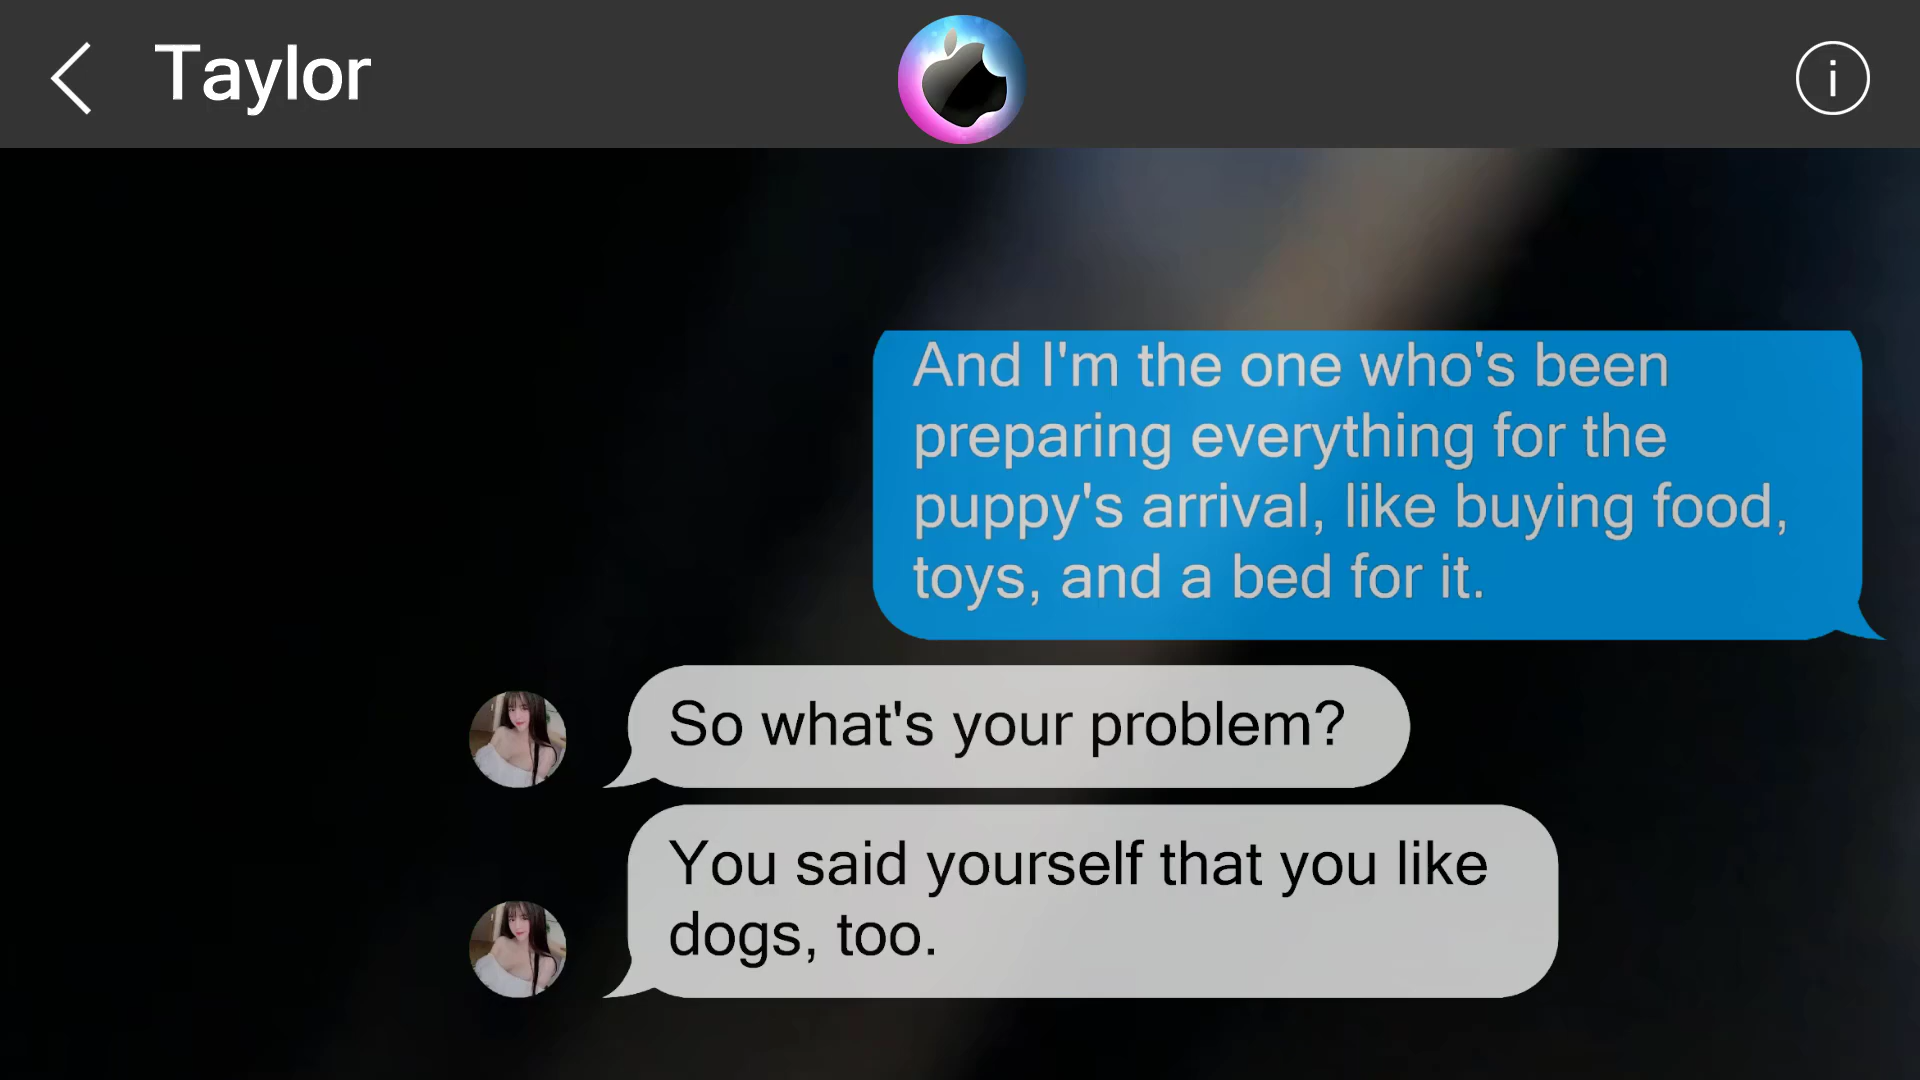 Taylor
And I'm the one who's been
preparing everything for the
puppy's arrival, like buying food,
toys, and a bed for it.
So what's your problem?
You said yourself that you like
dogs, too.